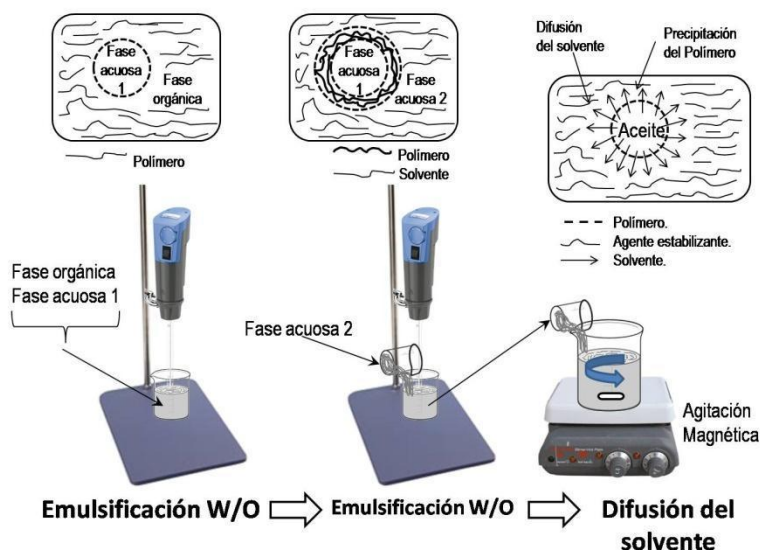 Fase
acuosa
1
Fase
orgánica
Polímero
Fase
acuosa
1
Fase
acuosa 2
Polímero
Solvente
Difusión
del solvente
Precipitación
del Polímero
Aceite
Polímero.
Agente estabilizante.
Solvente.
Fase orgánica
Fase acuosa 1
Fase acuosa 2
Agitación
Magnética
Emulsificación W/O
Emulsificación W/O
Difusión del
solvente